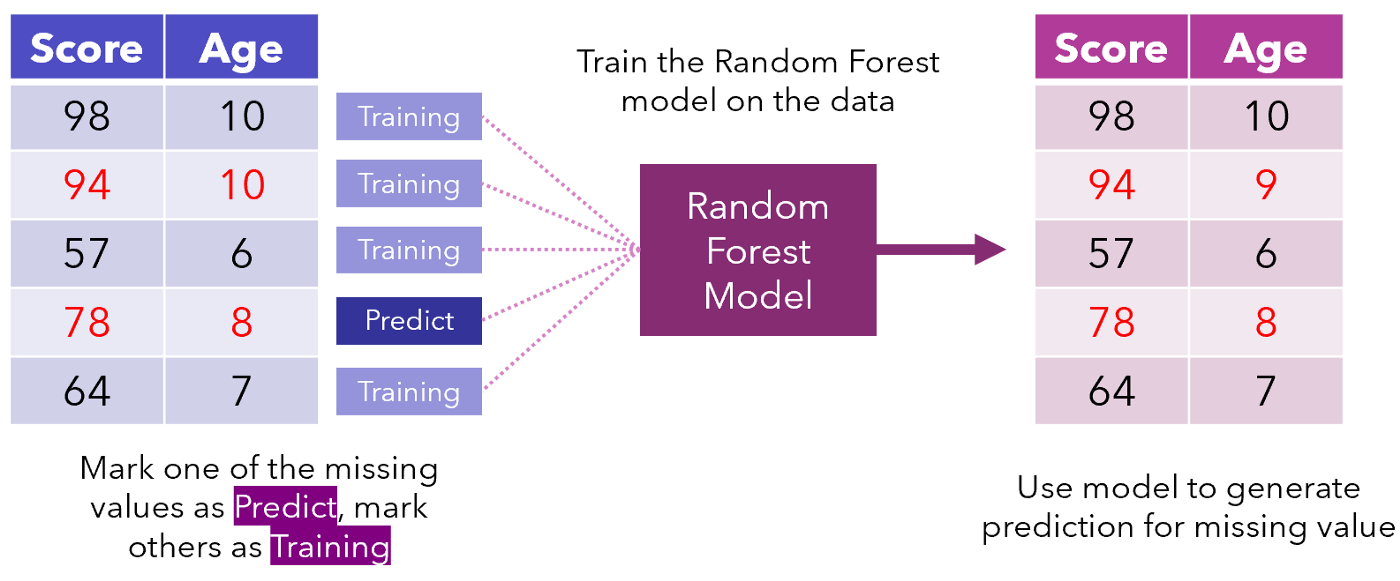 Score Age
98 10
94 10
57 6
78 8
64 7
Training
Training
Training
Predict
Training
Mark one of the missing
values as Predict, mark
others as Training
Train the Random Forest
model on the data
Random
Forest
Model
Score Age
98 10
94 9
57 6
78 8
64 7
Use model to generate
prediction for missing value